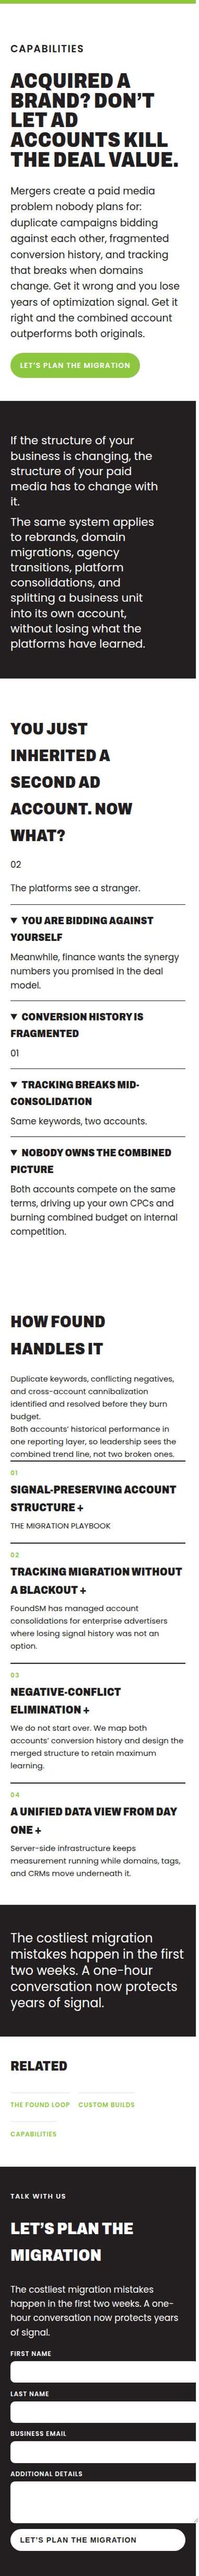 CAPABILITIES
ACQUIRED A
BRAND? DON’T
LET AD
ACCOUNTS KILL
THE DEAL VALUE.
Mergers create a paid media
problem nobody plans for:
duplicate campaigns bidding
against each other, fragmented
conversion history, and tracking
that breaks when domains
change. Get it wrong and you lose
years of optimization signal. Get it
right and the combined account
outperforms both originals.
LET’S PLAN THE MIGRATION
If the structure of your
business is changing, the
structure of your paid
media has to change with
it.
The same system applies
to rebrands, domain
migrations, agency
transitions, platform
consolidations, and
splitting a business unit
into its own account,
without losing what the
platforms have learned.
YOU JUST
INHERITED A
SECOND AD
ACCOUNT. NOW
WHAT?
02
The platforms see a stranger.
▼ YOU ARE BIDDING AGAINST
YOURSELF
Meanwhile, finance wants the synergy
numbers you promised in the deal
model.
▼ CONVERSION HISTORY IS
FRAGMENTED
01
▼ TRACKING BREAKS MID-
CONSOLIDATION
Same keywords, two accounts.
▼ NOBODY OWNS THE COMBINED
PICTURE
Both accounts compete on the same
terms, driving up your own CPCs and
burning combined budget on internal
competition.
HOW FOUND
HANDLES IT
Duplicate keywords, conflicting negatives,
and cross-account cannibalization
identified and resolved before they burn
budget.
Both accounts’ historical performance in
one reporting layer, so leadership sees the
combined trend line, not two broken ones.
01
SIGNAL-PRESERVING ACCOUNT
STRUCTURE +
THE MIGRATION PLAYBOOK
02
TRACKING MIGRATION WITHOUT
A BLACKOUT +
FoundSM has managed account
consolidations for enterprise advertisers
where losing signal history was not an
option.
03
NEGATIVE-CONFLICT
ELIMINATION +
We do not start over. We map both
accounts’ conversion history and design the
merged structure to retain maximum
learning.
04
A UNIFIED DATA VIEW FROM DAY
ONE +
Server-side infrastructure keeps
measurement running while domains, tags,
and CRMs move underneath it.
The costliest migration
mistakes happen in the first
two weeks. A one-hour
conversation now protects
years of signal.
RELATED
THE FOUND LOOP CUSTOM BUILDS
CAPABILITIES
TALK WITH US
LET’S PLAN THE
MIGRATION
The costliest migration mistakes
happen in the first two weeks. A one-
hour conversation now protects years
of signal.
FIRST NAME
LAST NAME
BUSINESS EMAIL
ADDITIONAL DETAILS
LET’S PLAN THE MIGRATION